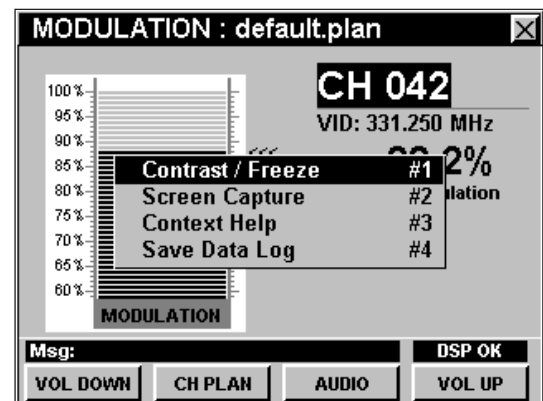 MODULATION : default.plan
CH 042
VID: 331.250 MHz
2%
100%
95%
90%
85%
80%
75%
70%
65%
60%
MODULATION
Contrast / Freeze #1
Screen Capture #2
Context Help #3
Save Data Log #4
Msg: DSP OK
VOL DOWN CH PLAN AUDIO VOL UP